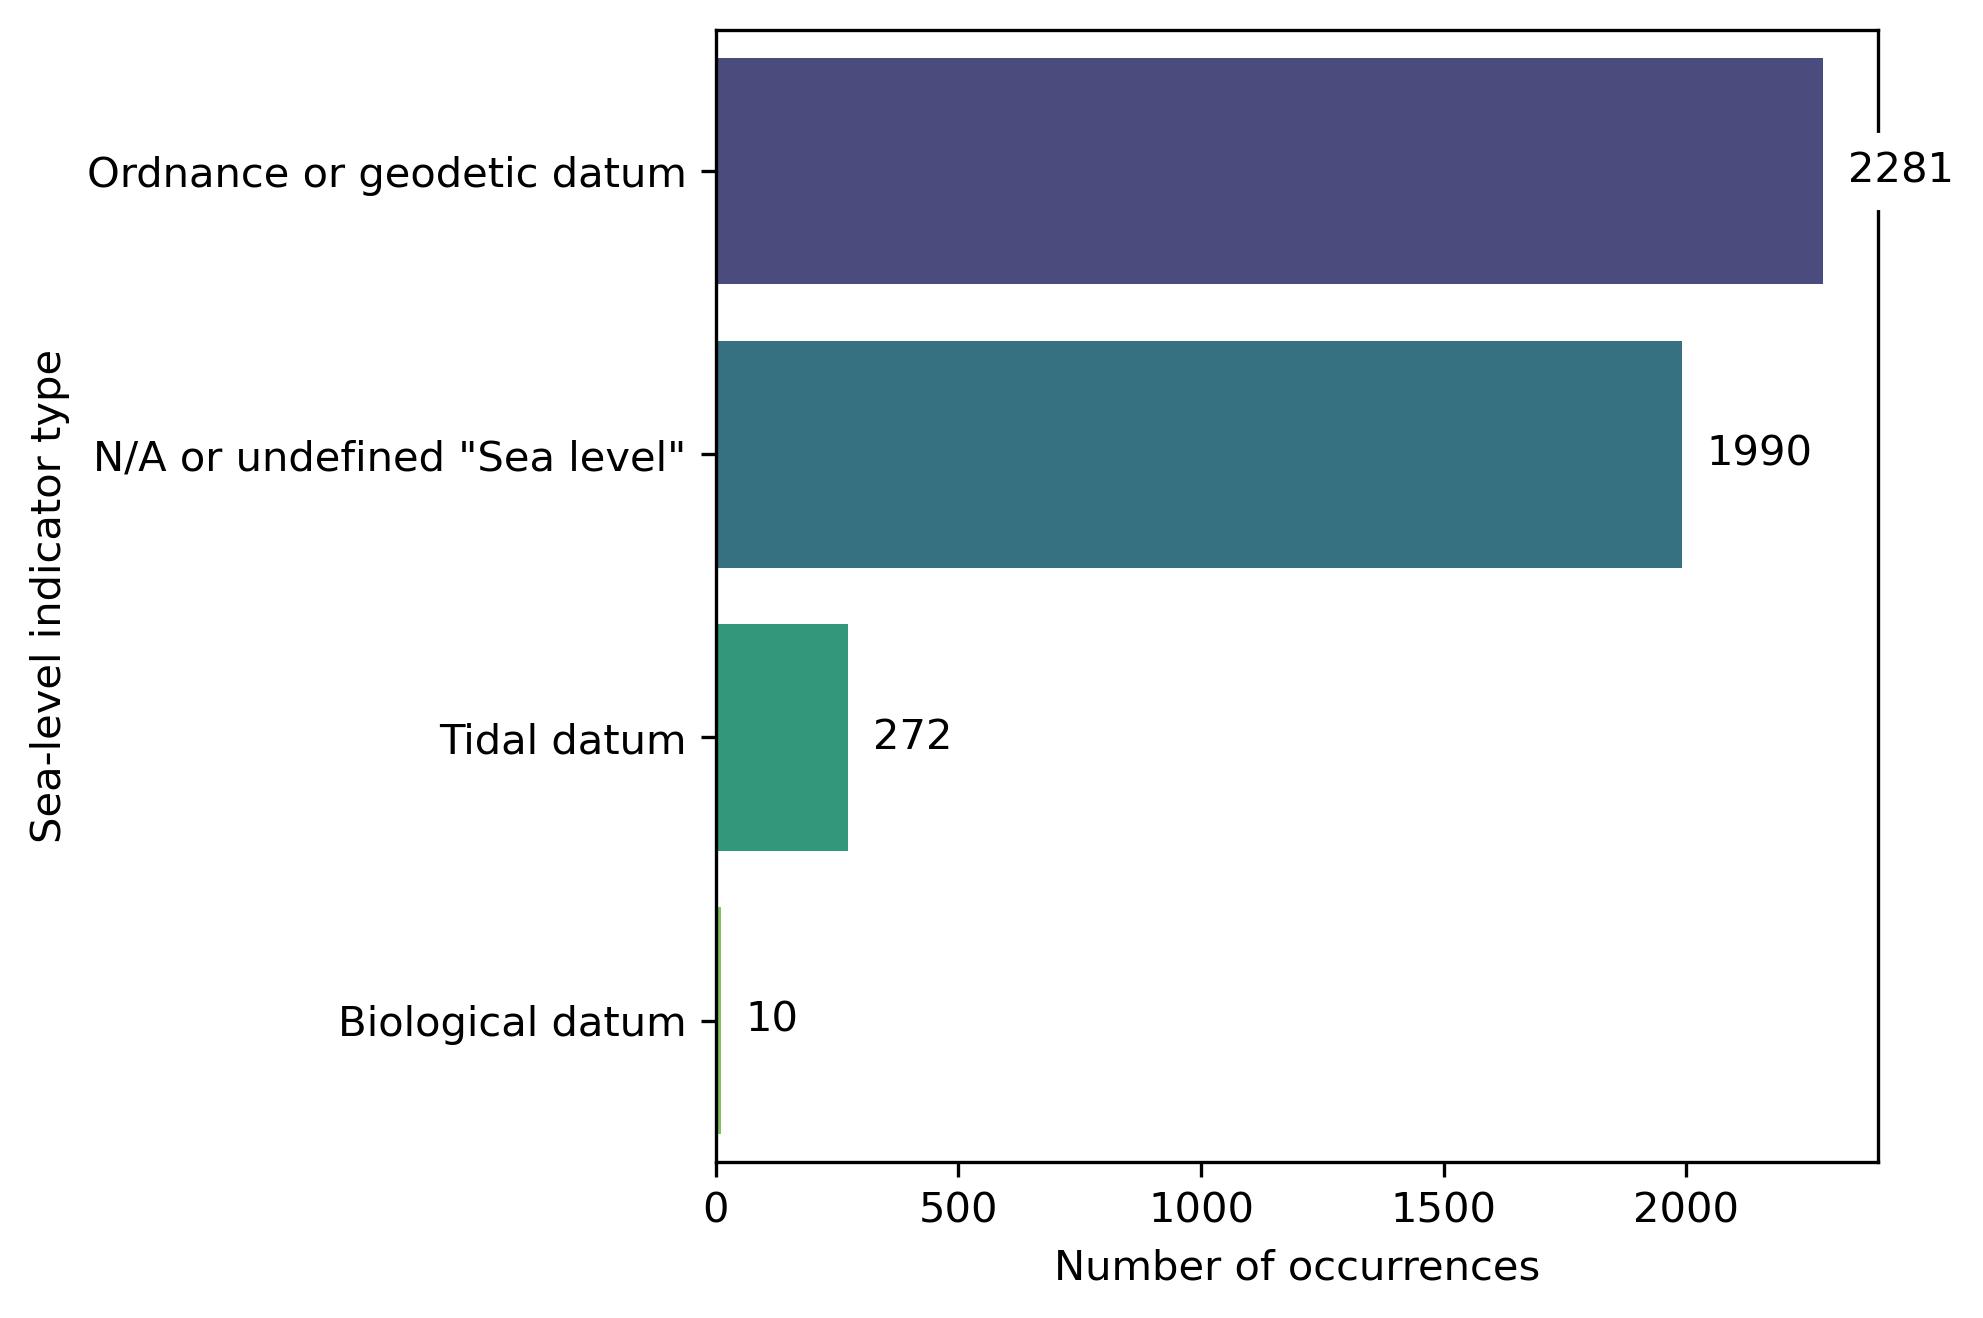 Ordnance or geodetic datum
2281
N/A or undefined "Sea level"
1990
Tidal datum
272
Biological datum
10
Sea-level indicator type
0 500 1000 1500 2000
Number of occurrences